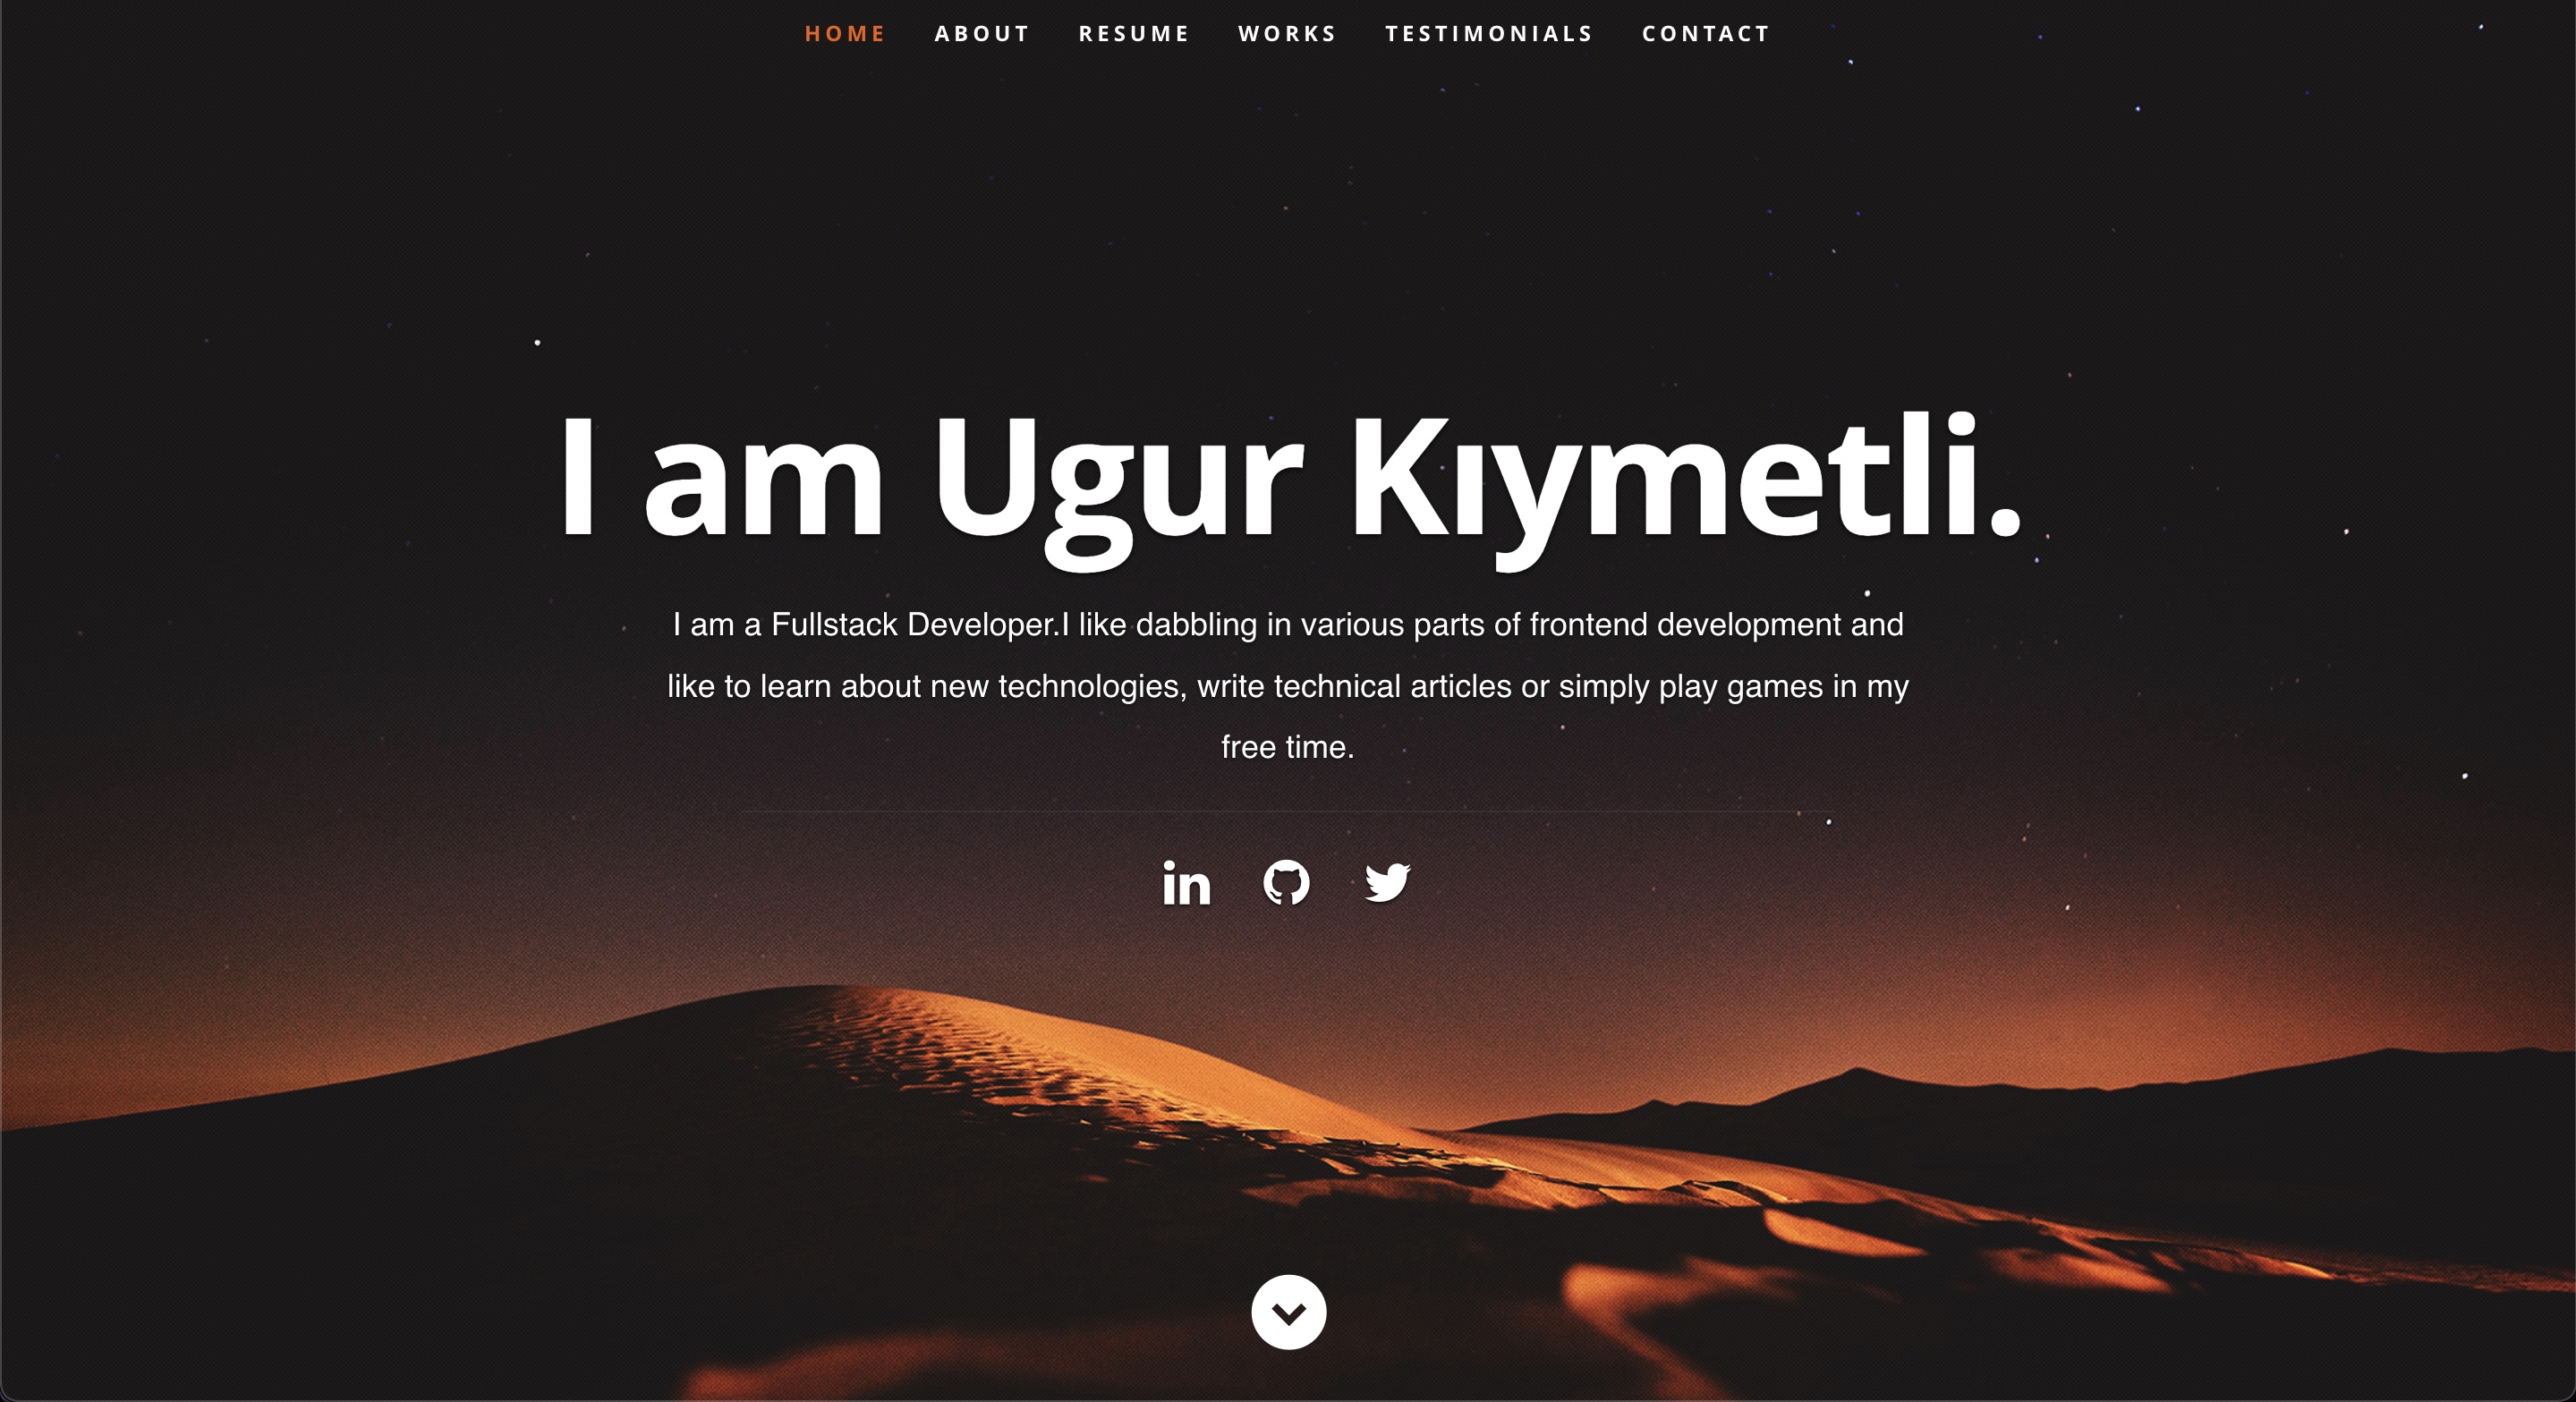 HOME ABOUT RESUME WORKS TESTIMONIALS CONTACT
I am Ugur Kıymetli.
I am a Fullstack Developer.I like dabbling in various parts of frontend development and
like to learn about new technologies, write technical articles or simply play games in my
free time.
in